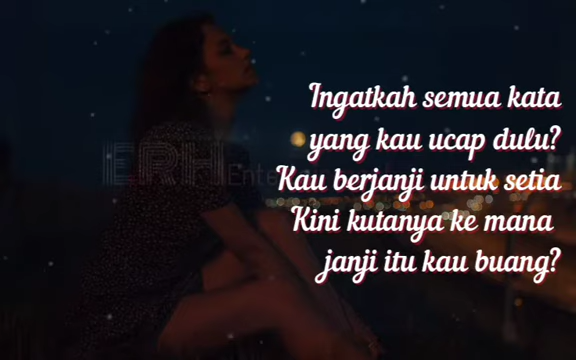 Ingatkah semua kata
yang kau ucap dulu?
ERH Entertainment
Kau berjanji untuk setia
Kini kutanya ke mana
janji itu kau buang?